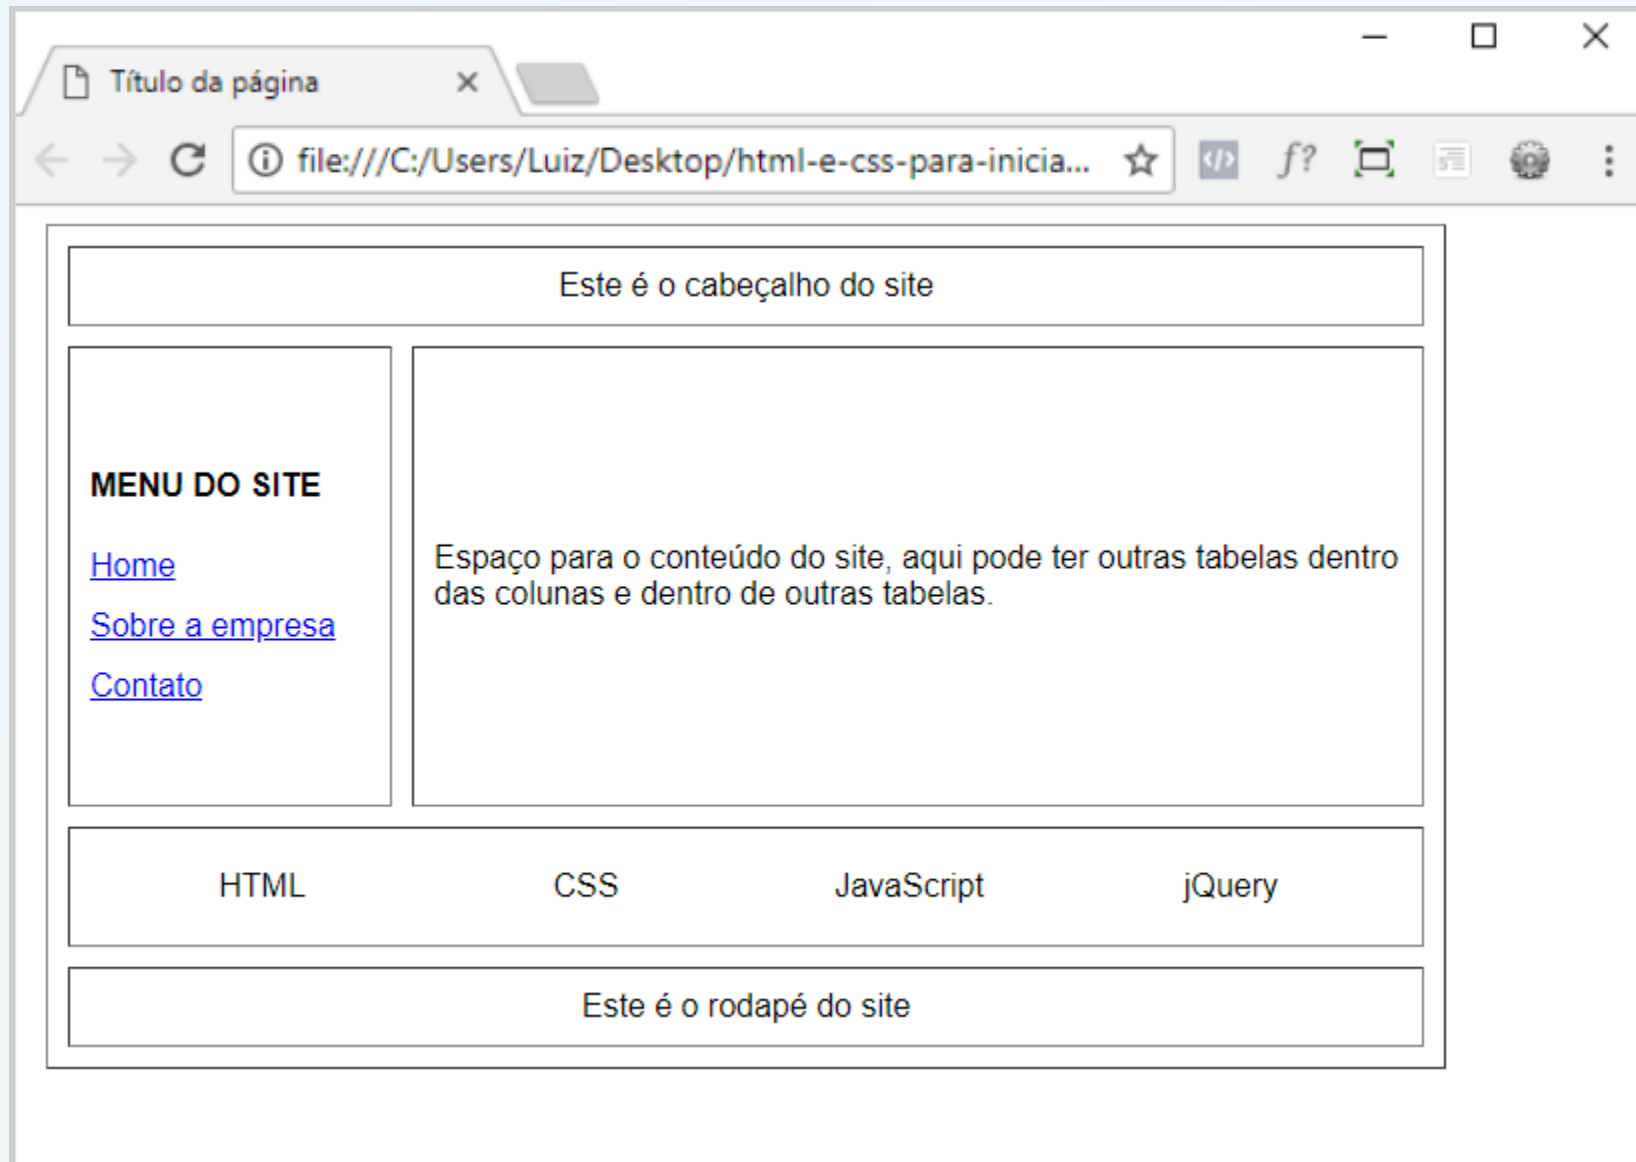 Título da página
file:///C:/Users/Luiz/Desktop/html-e-css-para-inicia...
f?
Este é o cabeçalho do site
MENU DO SITE
Home
Sobre a empresa
Contato
Espaço para o conteúdo do site, aqui pode ter outras tabelas dentro
das colunas e dentro de outras tabelas.
HTML CSS JavaScript jQuery
Este é o rodapé do site